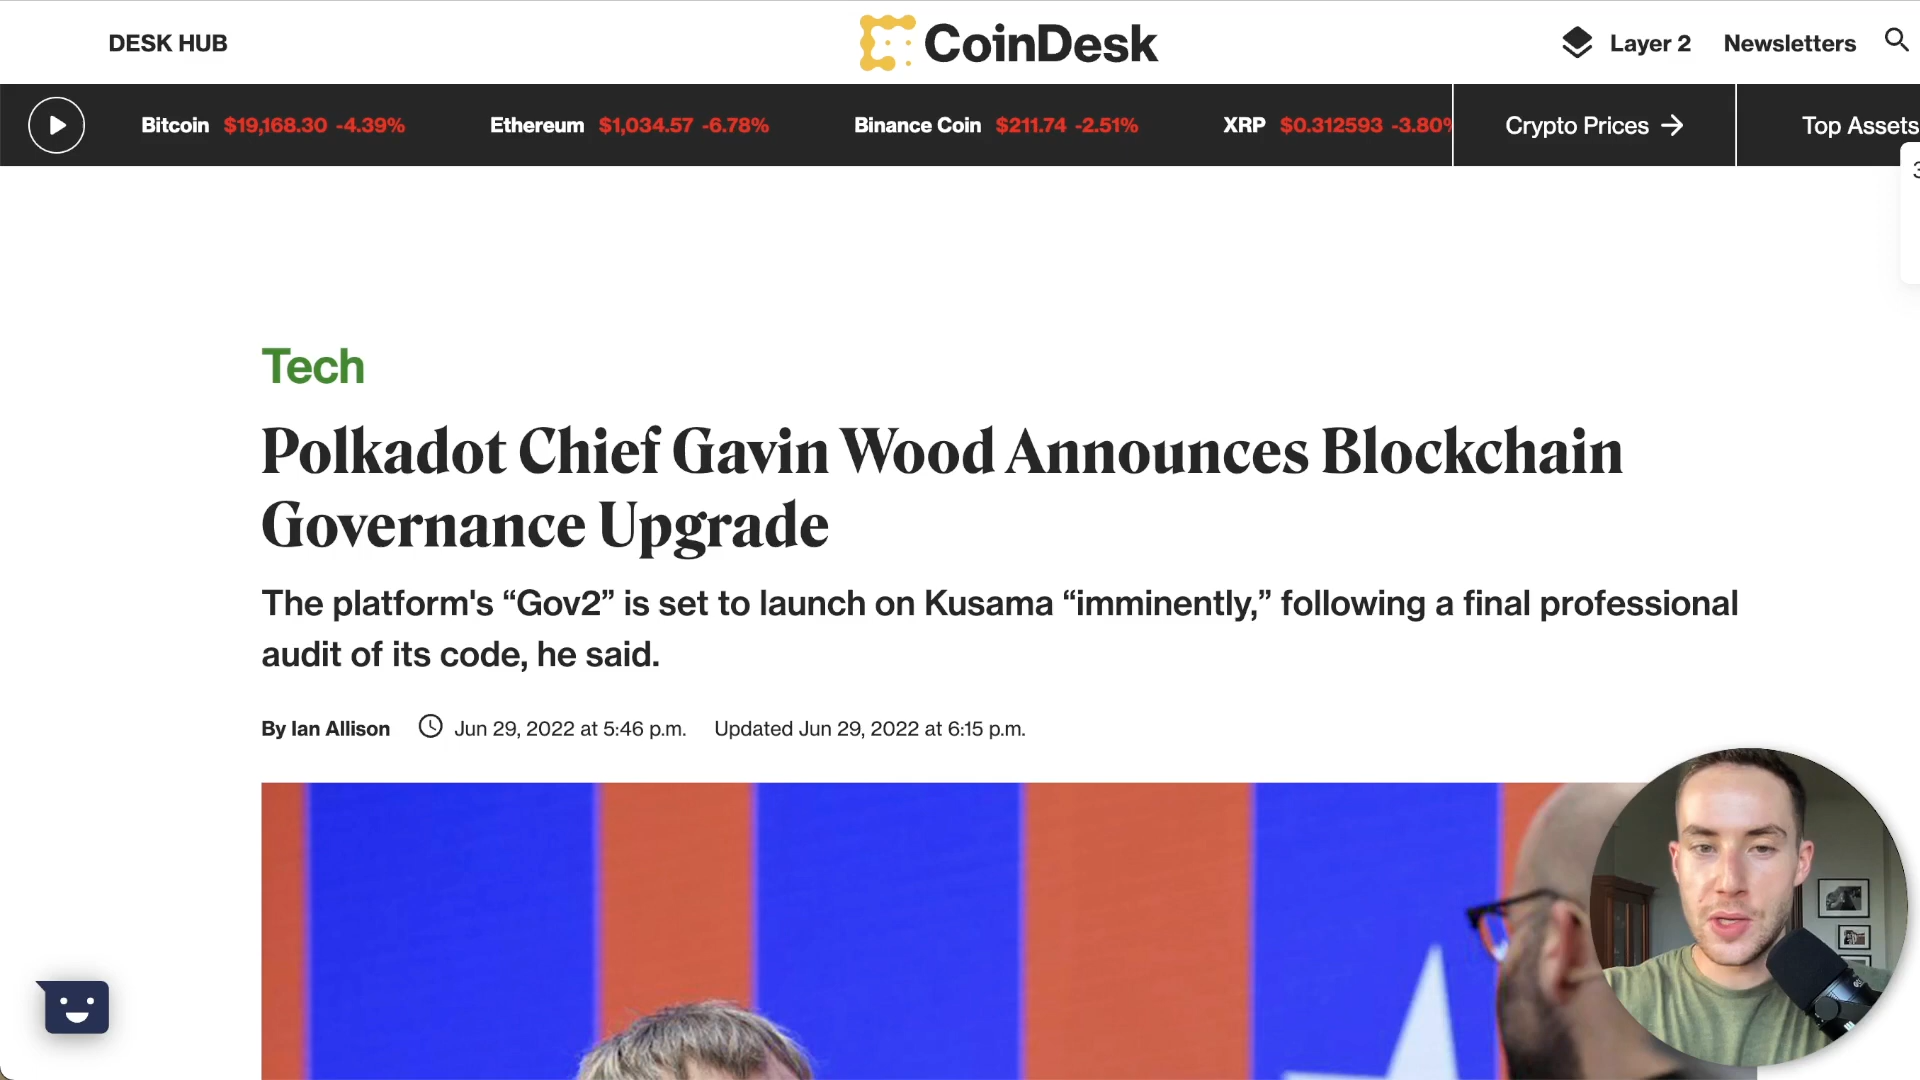 DESK HUB
CoinDesk
Layer 2
Newsletters
Bitcoin $19,168.30 -4.39%
Ethereum $1,034.57 -6.78%
Binance Coin $211.74 -2.51%
XRP $0.312593 -3.80%
Crypto Prices →
Top Assets
Tech
Polkadot Chief Gavin Wood Announces Blockchain
Governance Upgrade
The platform's “Gov2” is set to launch on Kusama “imminently,” following a final professional
audit of its code, he said.
By Ian Allison
Jun 29, 2022 at 5:46 p.m.
Updated Jun 29, 2022 at 6:15 p.m.